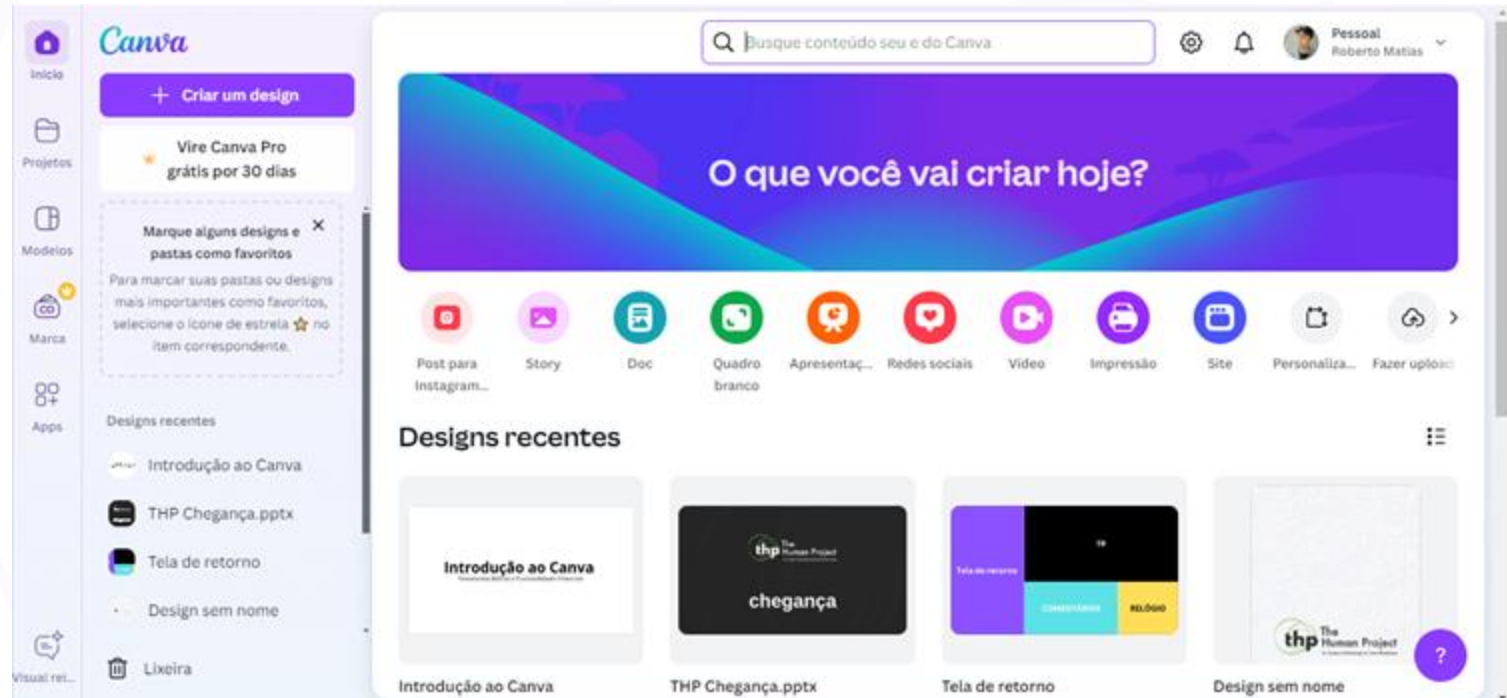 Início
Projetos
Modelos
Marca
CO
Apps
Visual rei...
Canva
+ Criar um design
Vire Canva Pro
grátis por 30 dias
Marque alguns designs e
pastas como favoritos
Para marcar suas pastas ou designs
mais importantes como favoritos,
selecione o ícone de estrela no
item correspondente.
Designs recentes
Introdução ao Canva
THP Chegança.pptx
Tela de retorno
Design sem nome
Lixeira
Busque conteúdo seu e do Canva
Pessoal
Roberto Matias
O que você vai criar hoje?
Post para
Instagram...
Story
Doc
Quadro
branco
Apresentaç...
Redes sociais
Vídeo
Impressão
Site
Personaliza...
Fazer upload
Designs recentes
Introdução ao Canva
thp The
Human Project
chegança
Tela de retorno
COMENTÁRIOS
RELÓGIO
thp The
Human Project
?
Introdução ao Canva
THP Chegança.pptx
Tela de retorno
Design sem nome